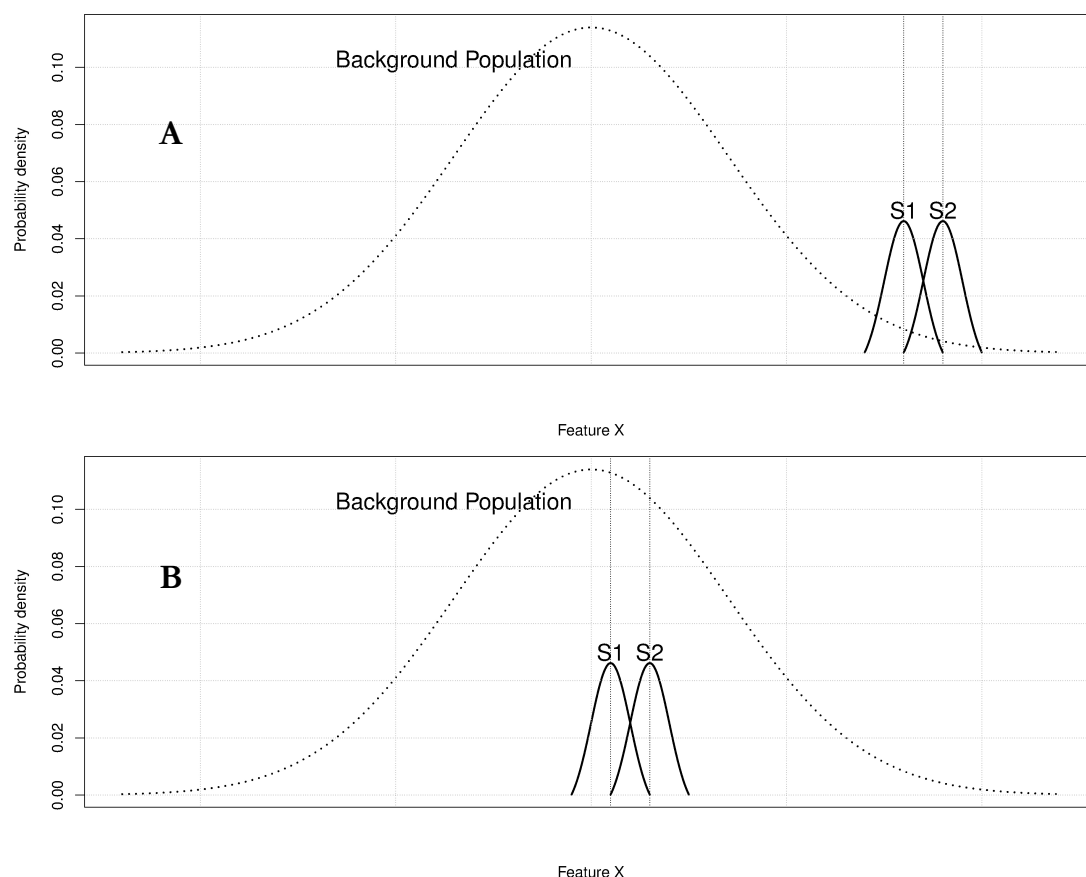 Background Population
A
S1 S2
Probability density
0.10
0.08
0.06
0.04
0.02
0.00
Feature X
Background Population
B
S1 S2
Probability density
0.10
0.08
0.06
0.04
0.02
0.00
Feature X